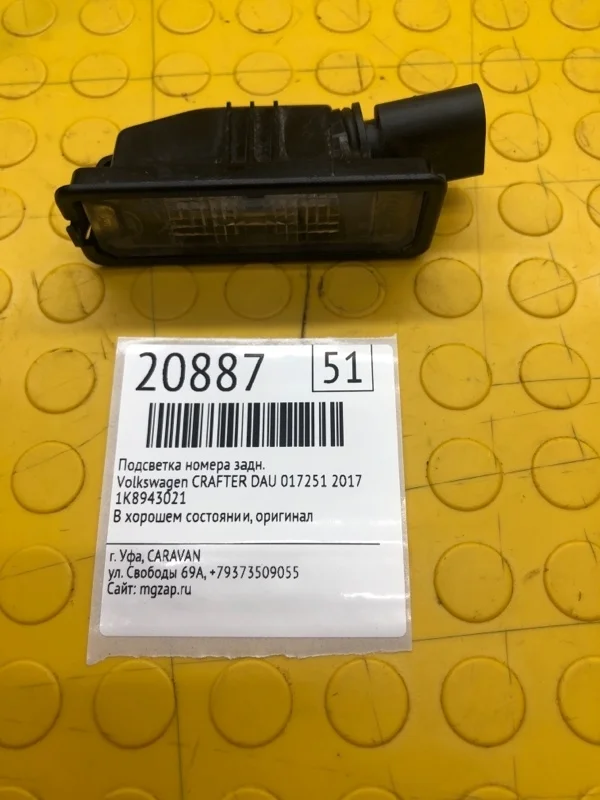 20887 51
Подсветка номера задн.
Volkswagen CRAFTER DAU 017251 2017
1K8943021
В хорошем состоянии, оригинал
г. Уфа, CARAVAN
ул. Свободы 69А, +79373509055
Сайт: mgzap.ru